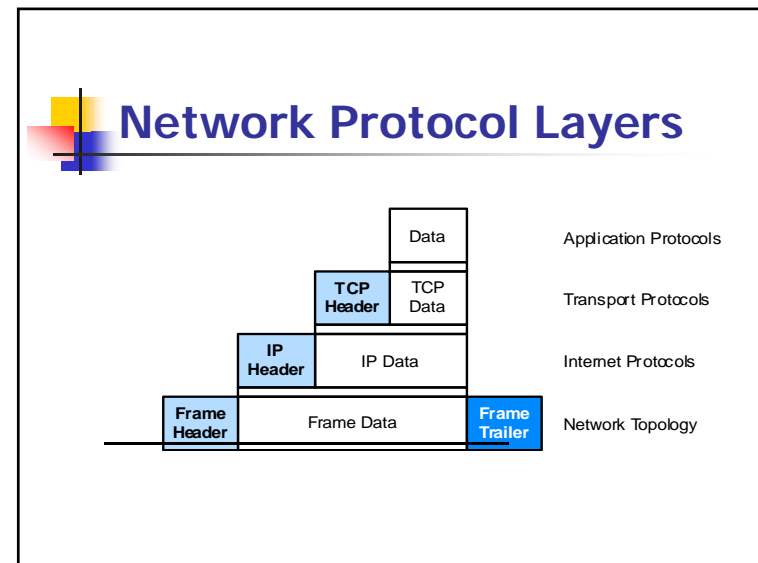 Network Protocol Layers
Data
Application Protocols
TCP
Header
TCP
Data
Transport Protocols
IP
Header
IP Data
Internet Protocols
Frame
Header
Frame Data
Frame
Trailer
Network Topology